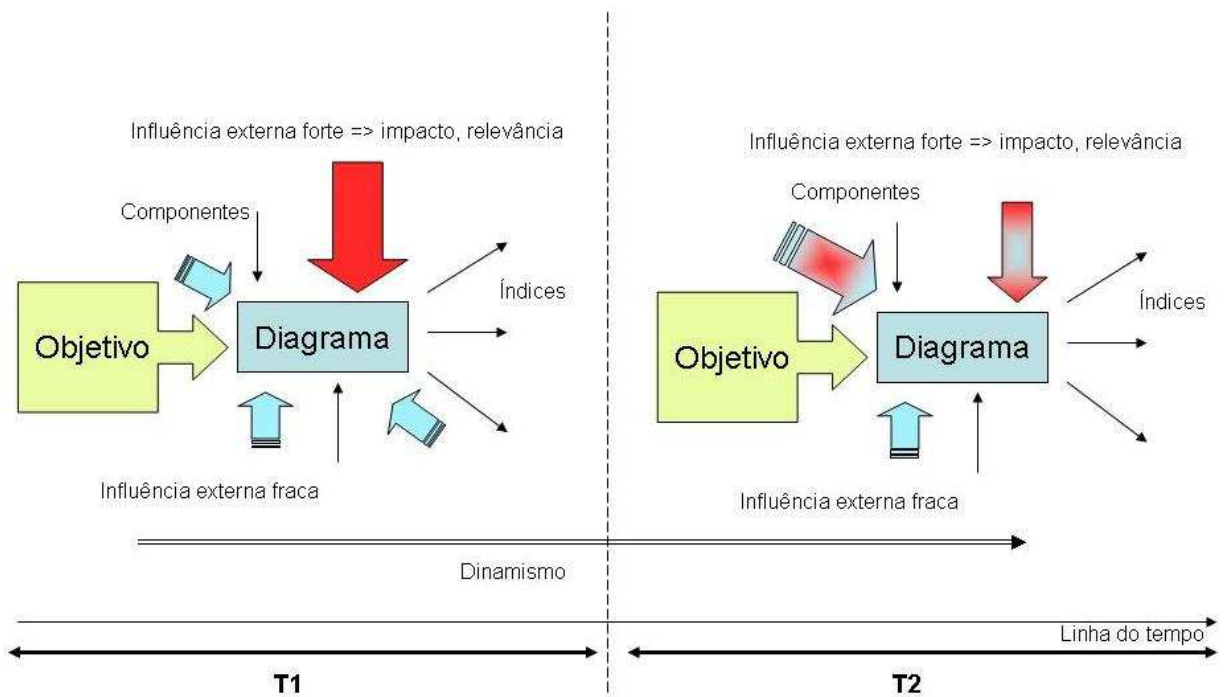 Influência externa forte => impacto, relevância
Componentes
Índices
Objetivo
Diagrama
Influência externa fraca
Influência externa forte => impacto, relevância
Componentes
Índices
Objetivo
Diagrama
Influência externa fraca
Dinamismo
Linha do tempo
T1
T2